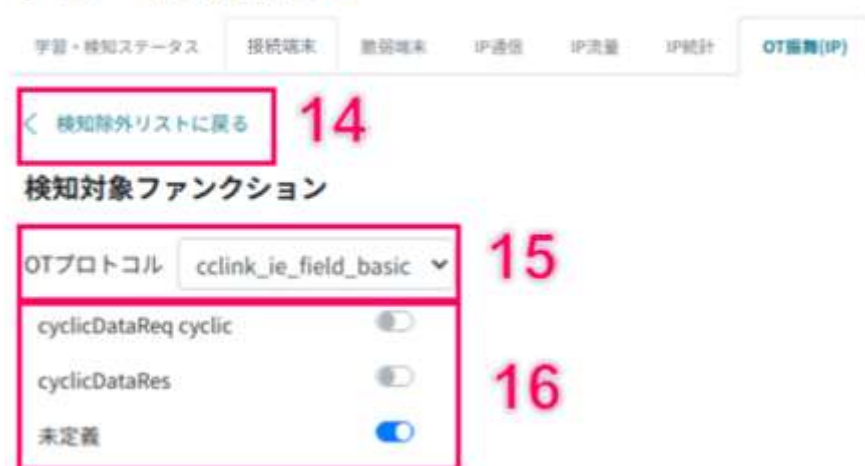 学習・検知ステータス 接続端末 脆弱端末 IP通信 IP流量 IP統計 OT振舞(IP)
< 検知除外リストに戻る 14
検知対象ファンクション
OTプロトコル cclink_ie_field_basic 15
cyclicDataReq cyclic
cyclicDataRes 16
未定義